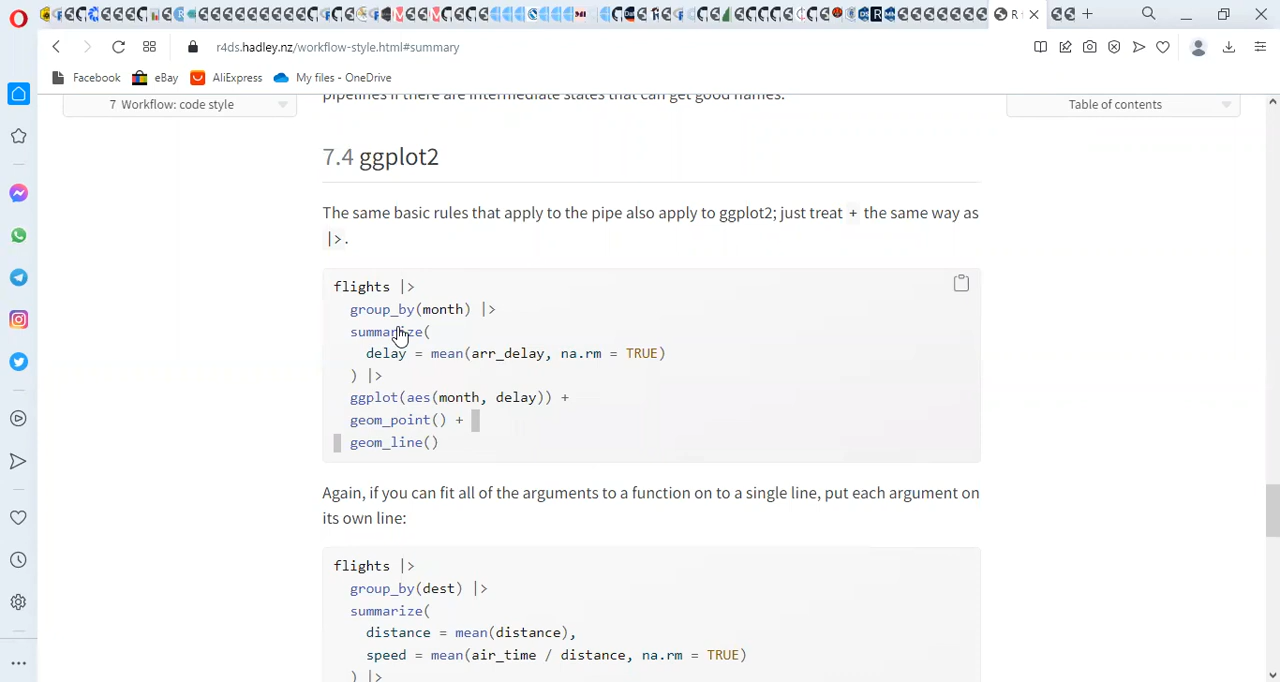 r4ds.hadley.nz/workflow-style.html#summary
Facebook eBay AliExpress My files - OneDrive
7 Workflow: code style
Table of contents
pipelines if there are intermediate states that can get good names.
7.4 ggplot2
The same basic rules that apply to the pipe also apply to ggplot2; just treat + the same way as
|>.
flights |>
group_by(month) |>
summarize(
delay = mean(arr_delay, na.rm = TRUE)
) |>
ggplot(aes(month, delay)) +
geom_point() +
geom_line()
Again, if you can fit all of the arguments to a function on to a single line, put each argument on
its own line:
flights |>
group_by(dest) |>
summarize(
distance = mean(distance),
speed = mean(air_time / distance, na.rm = TRUE)
) |>